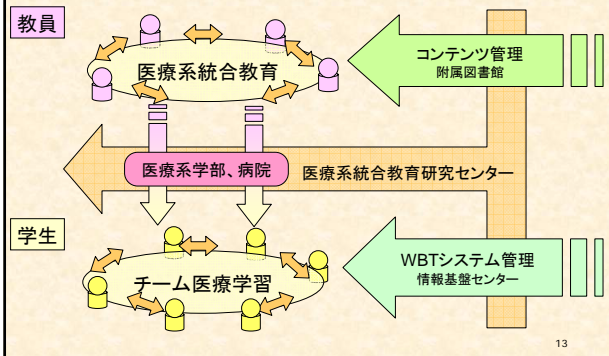 教員
医療系統合教育
コンテンツ管理
附属図書館
医療系学部、病院
医療系統合教育研究センター
学生
チーム医療学習
WBTシステム管理
情報基盤センター
13